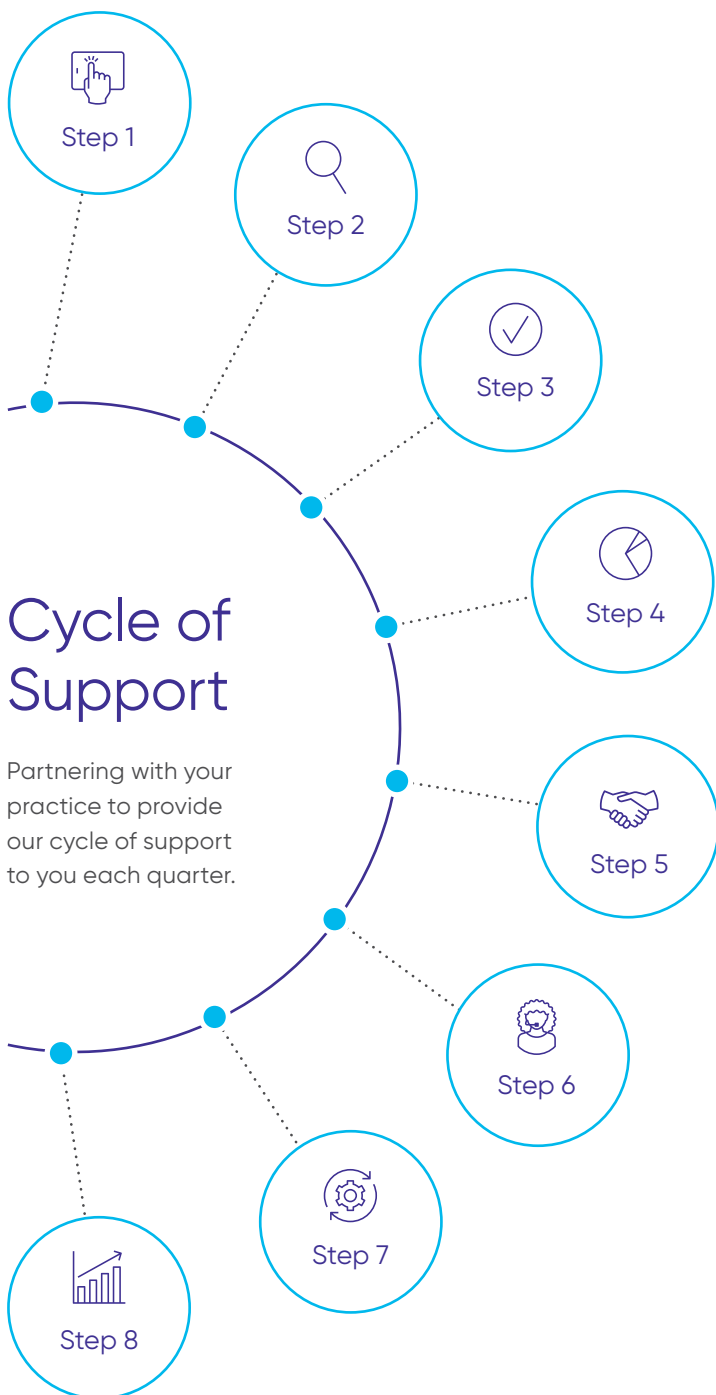 Step 1
Step 2
Step 3
Step 4
Cycle of
Support
Partnering with your
practice to provide
our cycle of support
to you each quarter.
Step 5
Step 6
Step 7
Step 8